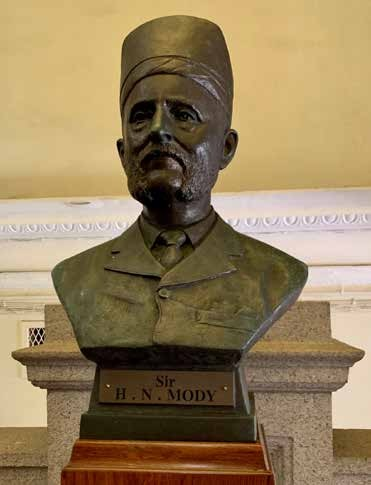 Sir
H . N . MODY